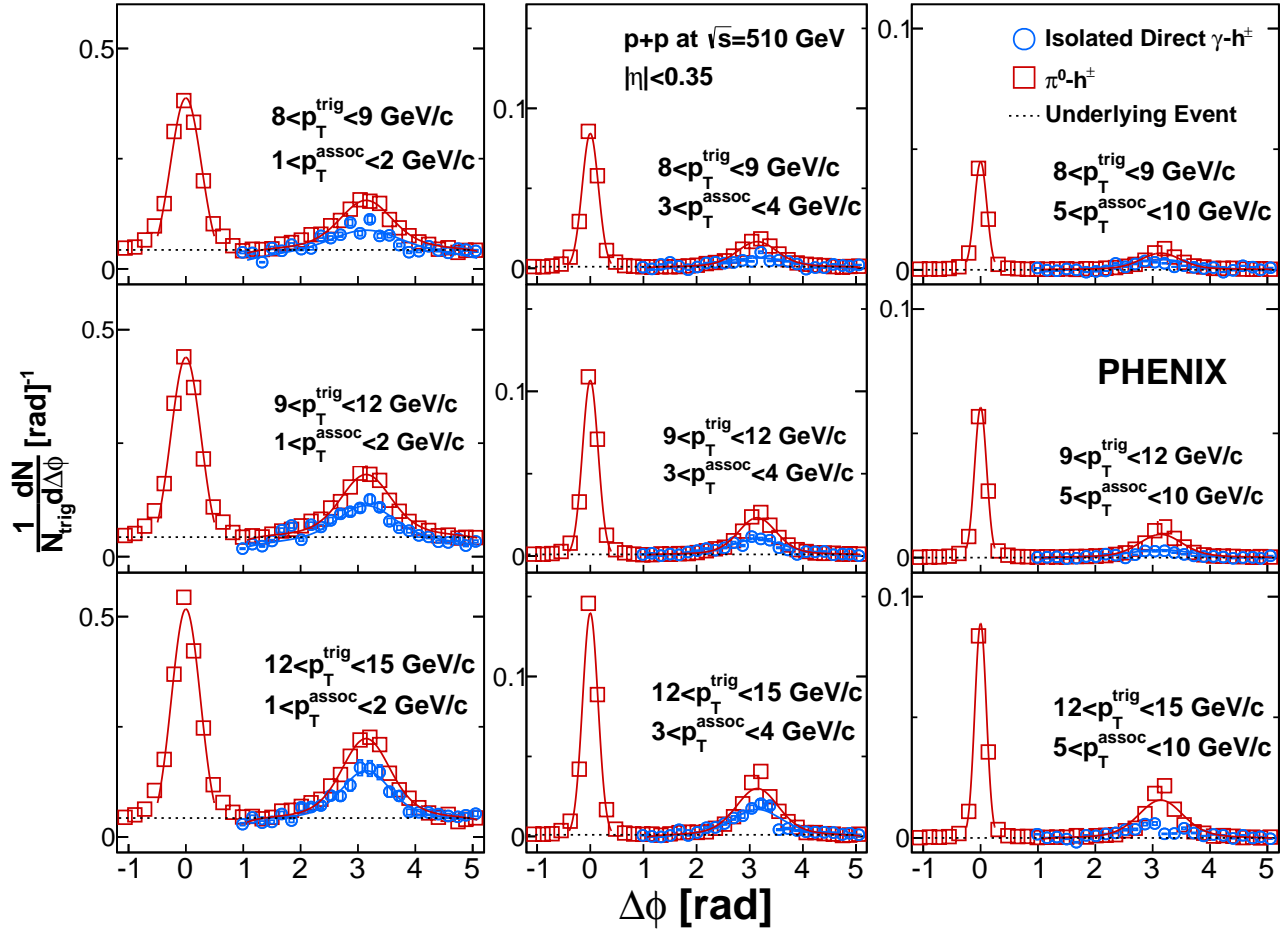 p+p at √s=510 GeV
|η|<0.35
Isolated Direct γ-h±
π⁰-h±
Underlying Event
0.5
0
8<p_T^trig<9 GeV/c
1<p_T^assoc<2 GeV/c
0.1
0
8<p_T^trig<9 GeV/c
3<p_T^assoc<4 GeV/c
0.1
0
8<p_T^trig<9 GeV/c
5<p_T^assoc<10 GeV/c
0.5
0
9<p_T^trig<12 GeV/c
1<p_T^assoc<2 GeV/c
0.1
0
9<p_T^trig<12 GeV/c
3<p_T^assoc<4 GeV/c
0.1
0
PHENIX
9<p_T^trig<12 GeV/c
5<p_T^assoc<10 GeV/c
1/N_trig dN/dΔϕ [rad]⁻¹
0.5
0
12<p_T^trig<15 GeV/c
1<p_T^assoc<2 GeV/c
0.1
0
12<p_T^trig<15 GeV/c
3<p_T^assoc<4 GeV/c
0.1
0
12<p_T^trig<15 GeV/c
5<p_T^assoc<10 GeV/c
-1 0 1 2 3 4 5
-1 0 1 2 3 4 5
-1 0 1 2 3 4 5
Δϕ [rad]